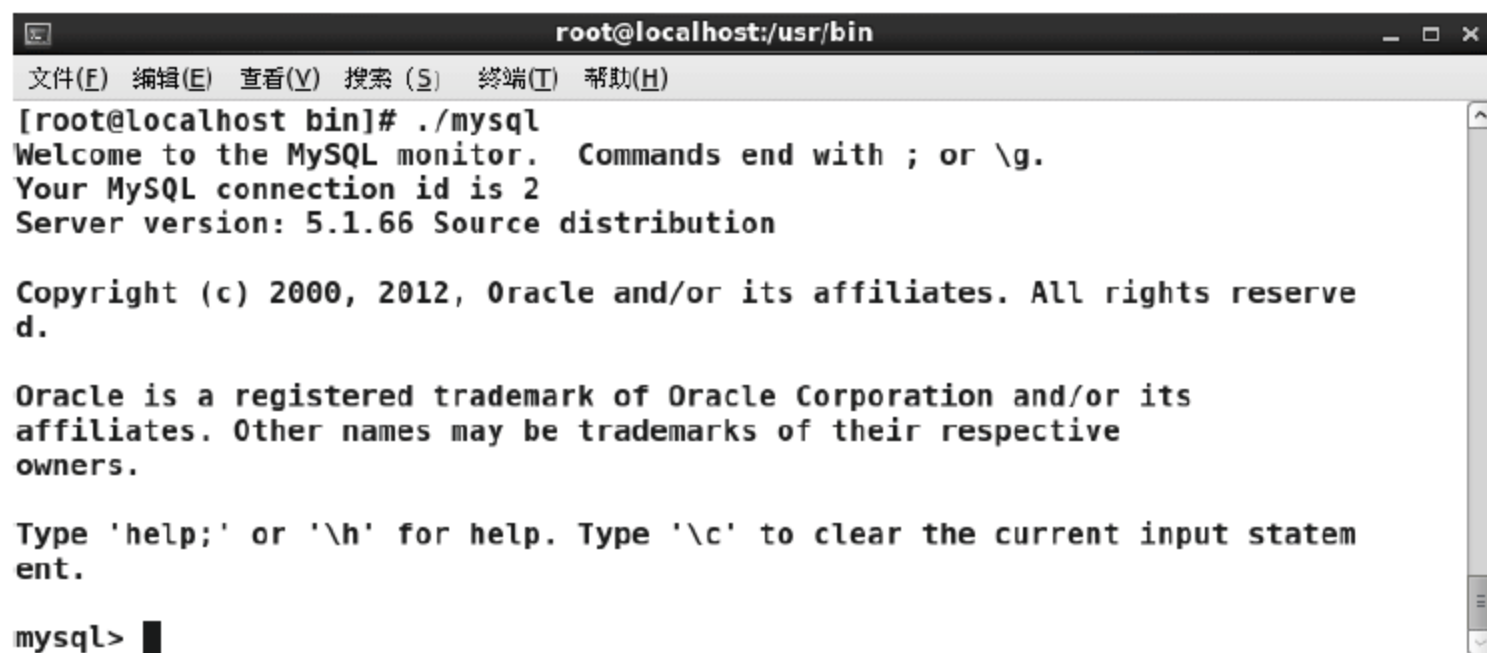 root@localhost:/usr/bin
文件(F) 编辑(E) 查看(V) 搜索 (S) 终端(T) 帮助(H)
[root@localhost bin]# ./mysql
Welcome to the MySQL monitor.  Commands end with ; or \g.
Your MySQL connection id is 2
Server version: 5.1.66 Source distribution
Copyright (c) 2000, 2012, Oracle and/or its affiliates. All rights reserve
d.
Oracle is a registered trademark of Oracle Corporation and/or its
affiliates. Other names may be trademarks of their respective
owners.
Type 'help;' or '\h' for help. Type '\c' to clear the current input statem
ent.
mysql>